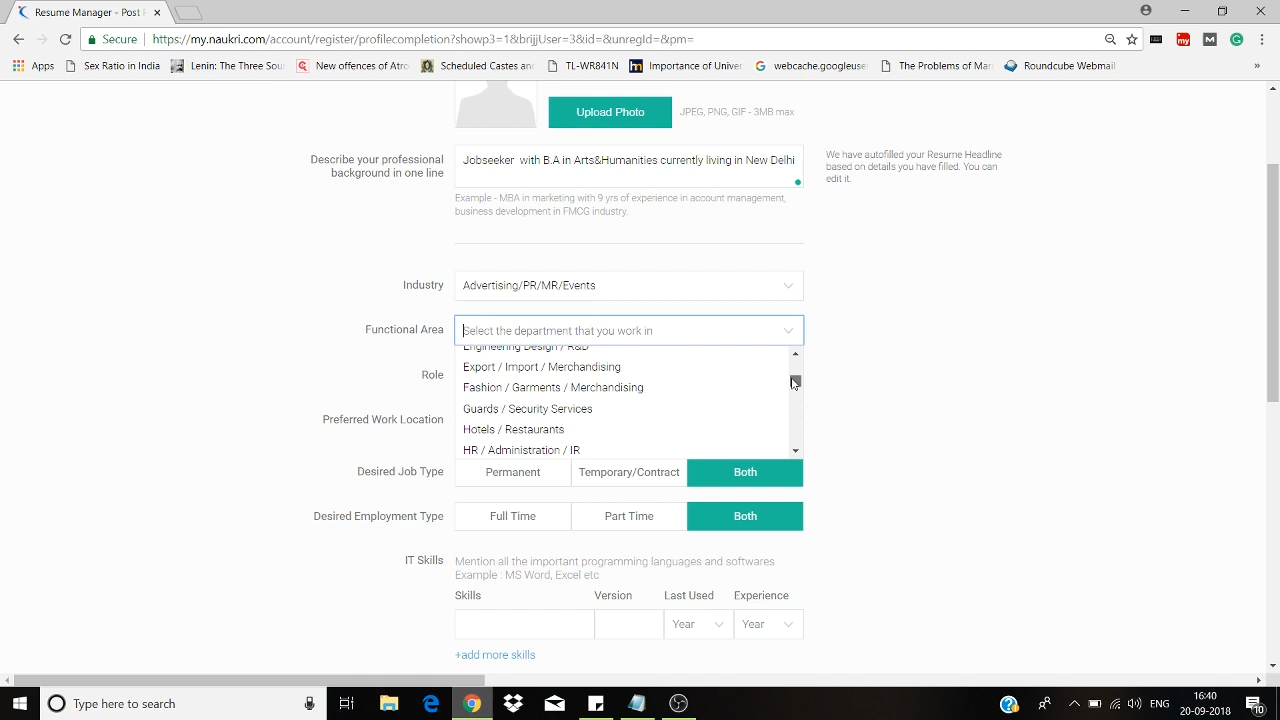 Resume Manager - Post F
Secure
https://my.naukri.com/account/register/profilecompletion?showp3=1&brijjUser=3&id=&unregId=&pm=
Apps
Sex Ratio in India
Lenin: The Three Sou
New offences of Atro
Scheduled Castes and
TL-WR841N
Importance of Univer
webcache.googleuse
The Problems of Mar
Roundcube Webmail
Upload Photo
JPEG, PNG, GIF - 3MB max
Describe your professional
background in one line
Jobseeker with B.A in Arts&Humanities currently living in New Delhi
We have autofilled your Resume Headline
based on details you have filled. You can
edit it.
Example - MBA in marketing with 9 yrs of experience in account management,
business development in FMCG industry.
Industry
Advertising/PR/MR/Events
Functional Area
Select the department that you work in
Engineering Design / R&D
Export / Import / Merchandising
Role
Fashion / Garments / Merchandising
Guards / Security Services
Preferred Work Location
Hotels / Restaurants
HR / Administration / IR
Desired Job Type
Permanent
Temporary/Contract
Both
Desired Employment Type
Full Time
Part Time
Both
IT Skills
Mention all the important programming languages and softwares
Example : MS Word, Excel etc
Skills
Version
Last Used
Experience
Year
Year
+add more skills
Type here to search
ENG
16:40
20-09-2018
10